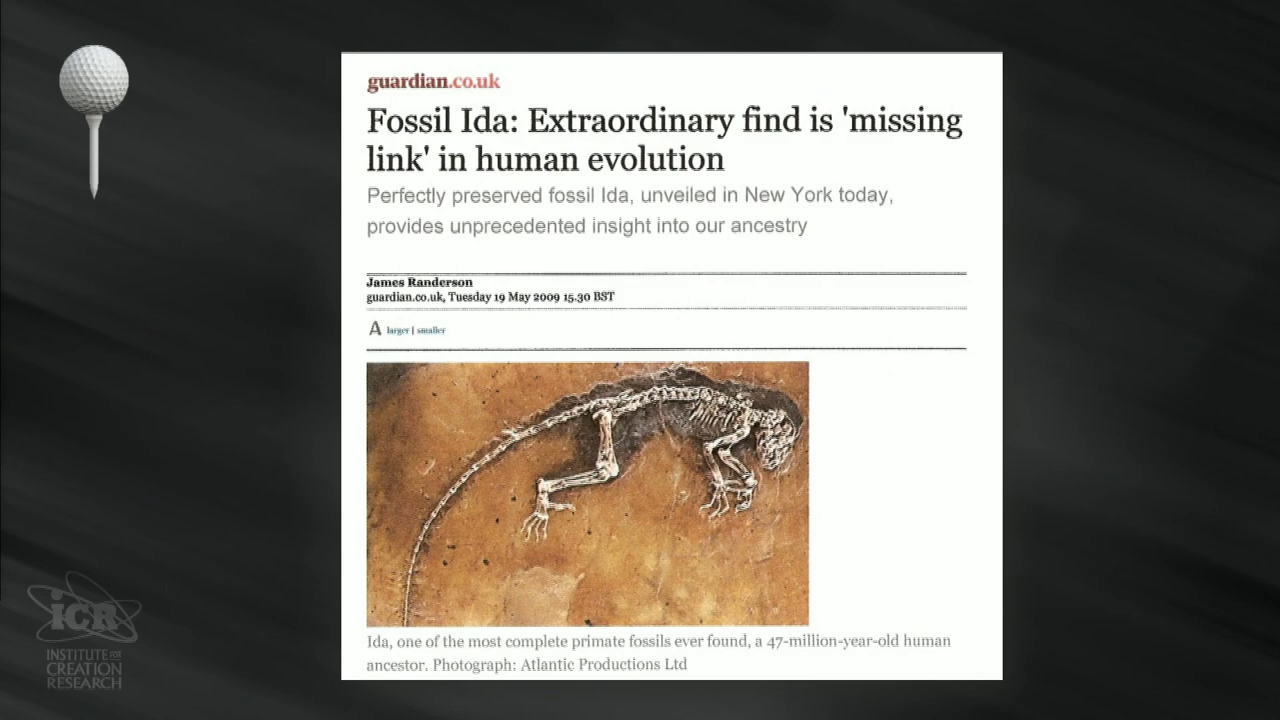 guardian.co.uk
Fossil Ida: Extraordinary find is 'missing
link' in human evolution
Perfectly preserved fossil Ida, unveiled in New York today,
provides unprecedented insight into our ancestry
James Randerson
guardian.co.uk, Tuesday 19 May 2009 15.30 BST
A larger | smaller
Ida, one of the most complete primate fossils ever found, a 47-million-year-old human
ancestor. Photograph: Atlantic Productions Ltd
iCR
INSTITUTE FOR
CREATION
RESEARCH